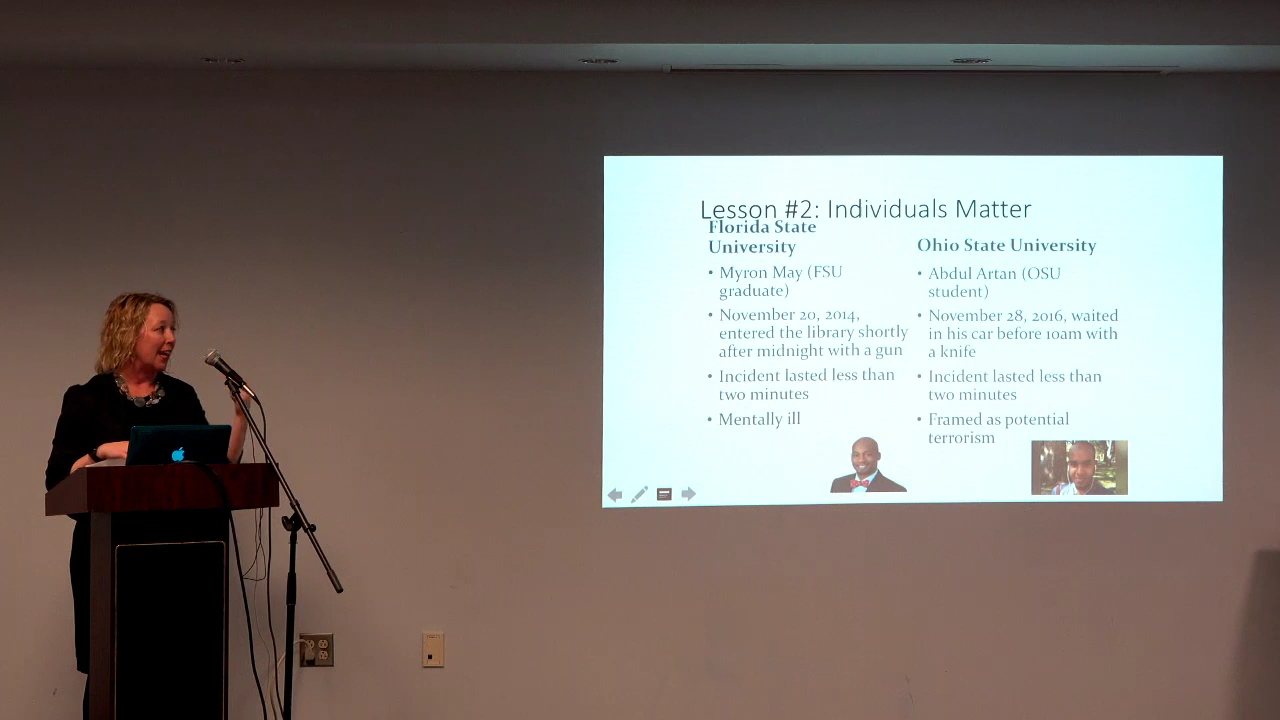 Lesson #2: Individuals Matter
Florida State
University
• Myron May (FSU
graduate)
• November 20, 2014,
entered the library shortly
after midnight with a gun
• Incident lasted less than
two minutes
• Mentally ill
Ohio State University
• Abdul Artan (OSU
student)
• November 28, 2016, waited
in his car before 10am with
a knife
• Incident lasted less than
two minutes
• Framed as potential
terrorism